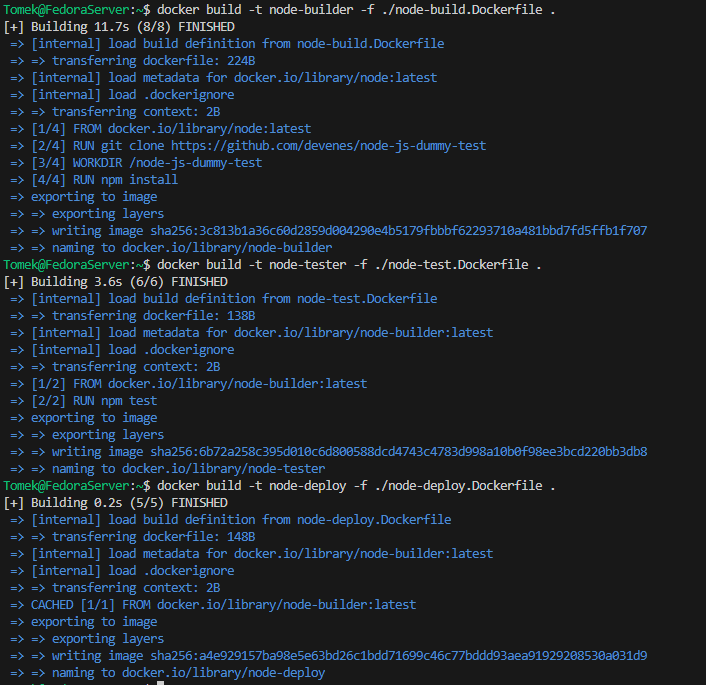 Tomek@FedoraServer:~$ docker build -t node-builder -f ./node-build.Dockerfile .
[+] Building 11.7s (8/8) FINISHED
=> [internal] load build definition from node-build.Dockerfile
=> => transferring dockerfile: 224B
=> [internal] load metadata for docker.io/library/node:latest
=> [internal] load .dockerignore
=> => transferring context: 2B
=> [1/4] FROM docker.io/library/node:latest
=> [2/4] RUN git clone https://github.com/devenes/node-js-dummy-test
=> [3/4] WORKDIR /node-js-dummy-test
=> [4/4] RUN npm install
=> exporting to image
=> => exporting layers
=> => writing image sha256:3c813b1a36c60d2859d004290e4b5179fbbbf62293710a481bbd7fd5ffb1f707
=> => naming to docker.io/library/node-builder
Tomek@FedoraServer:~$ docker build -t node-tester -f ./node-test.Dockerfile .
[+] Building 3.6s (6/6) FINISHED
=> [internal] load build definition from node-test.Dockerfile
=> => transferring dockerfile: 138B
=> [internal] load metadata for docker.io/library/node-builder:latest
=> [internal] load .dockerignore
=> => transferring context: 2B
=> [1/2] FROM docker.io/library/node-builder:latest
=> [2/2] RUN npm test
=> exporting to image
=> => exporting layers
=> => writing image sha256:6b72a258c395d010c6d800588dcd4743c4783d998a10b0f98ee3bcd220bb3db8
=> => naming to docker.io/library/node-tester
Tomek@FedoraServer:~$ docker build -t node-deploy -f ./node-deploy.Dockerfile .
[+] Building 0.2s (5/5) FINISHED
=> [internal] load build definition from node-deploy.Dockerfile
=> => transferring dockerfile: 148B
=> [internal] load metadata for docker.io/library/node-builder:latest
=> [internal] load .dockerignore
=> => transferring context: 2B
=> CACHED [1/1] FROM docker.io/library/node-builder:latest
=> exporting to image
=> => exporting layers
=> => writing image sha256:a4e929157ba98e5e63bd26c1bdd71699c46c77bddd93aea91929208530a031d9
=> => naming to docker.io/library/node-deploy